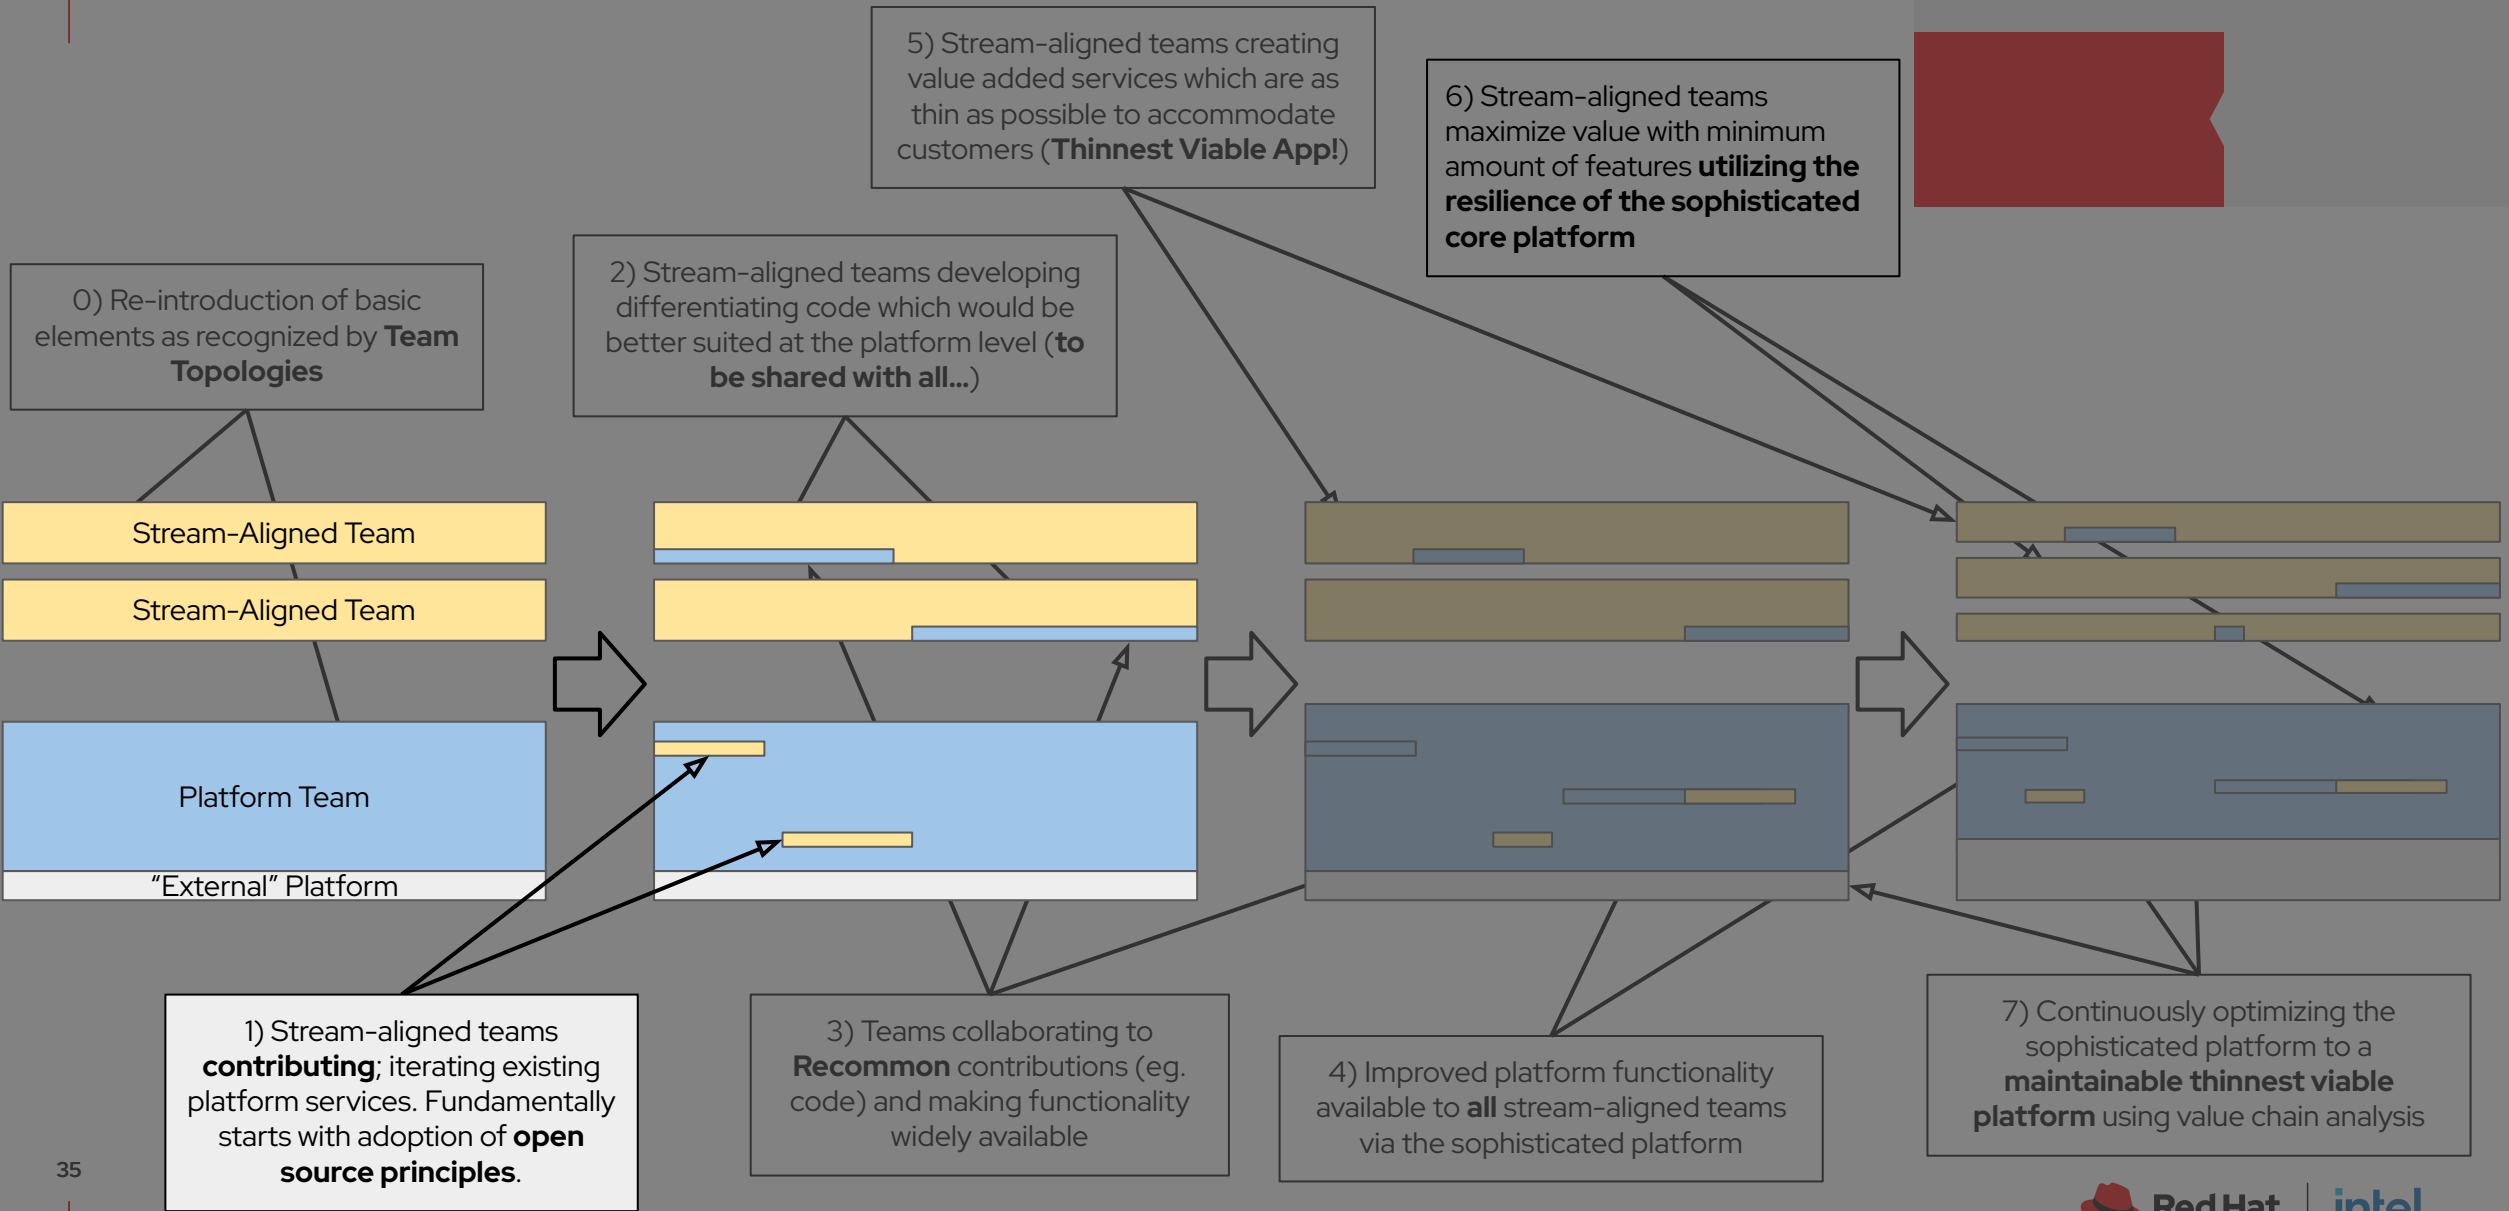 5) Stream-aligned teams creating
value added services which are as
thin as possible to accommodate
customers (Thinnest Viable App!)
6) Stream-aligned teams
maximize value with minimum
amount of features utilizing the
resilience of the sophisticated
core platform
0) Re-introduction of basic
elements as recognized by Team
Topologies
2) Stream-aligned teams developing
differentiating code which would be
better suited at the platform level (to
be shared with all...)
Stream-Aligned Team
Stream-Aligned Team
Platform Team
“External” Platform
1) Stream-aligned teams
contributing; iterating existing
platform services. Fundamentally
starts with adoption of open
source principles.
3) Teams collaborating to
Recommon contributions (eg.
code) and making functionality
widely available
4) Improved platform functionality
available to all stream-aligned teams
via the sophisticated platform
7) Continuously optimizing the
sophisticated platform to a
maintainable thinnest viable
platform using value chain analysis
35
Red Hat
intel